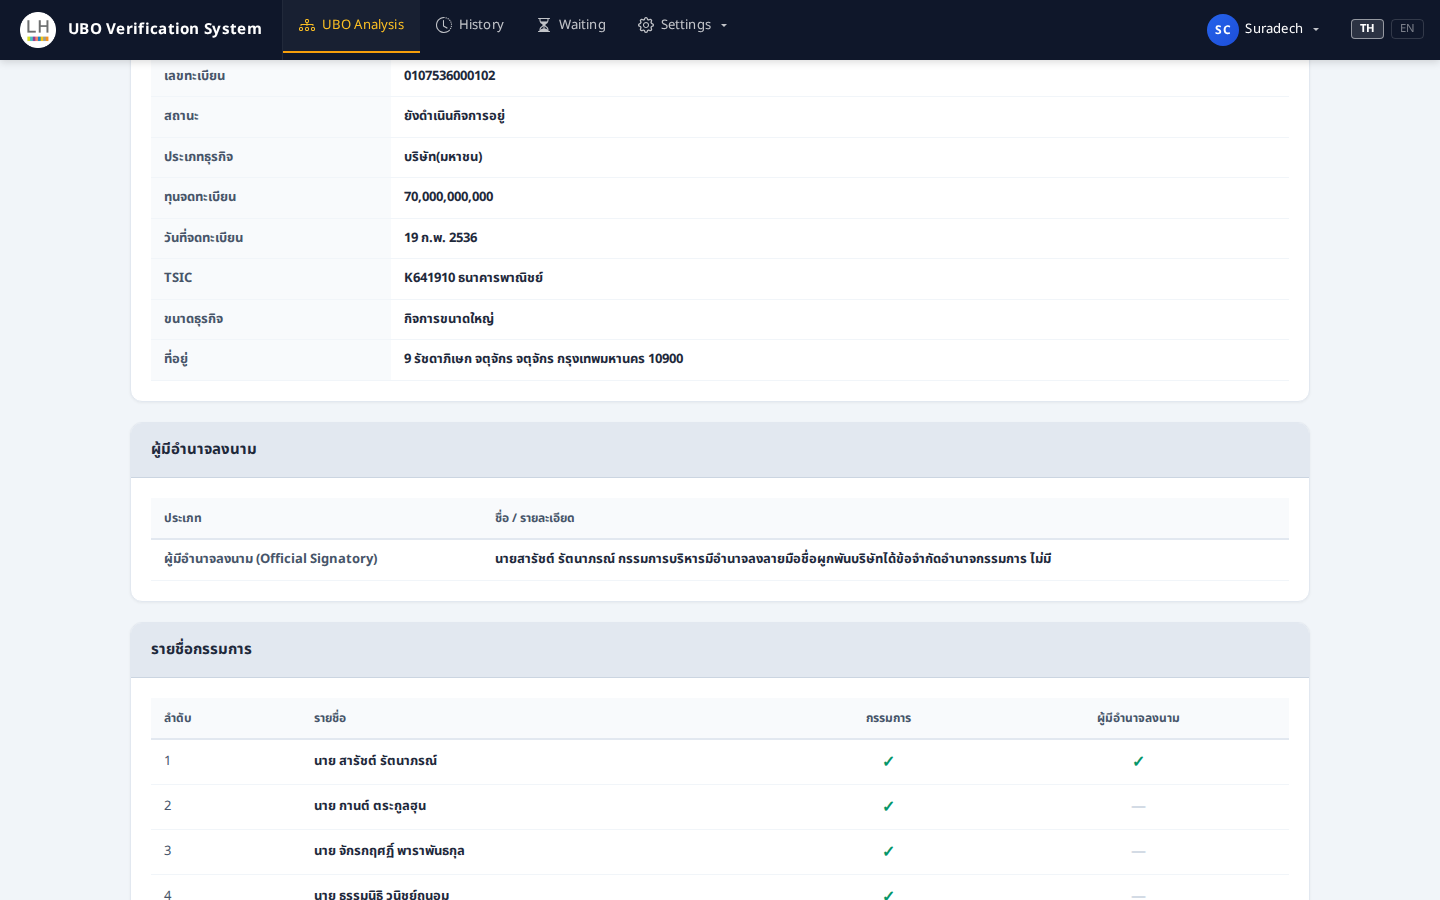 LH UBO Verification System UBO Analysis History Waiting Settings SC Suradech TH EN
เลขทะเบียน 0107536000102
สถานะ ยังดำเนินกิจการอยู่
ประเภทธุรกิจ บริษัท(มหาชน)
ทุนจดทะเบียน 70,000,000,000
วันที่จดทะเบียน 19 ก.พ. 2536
TSIC K641910 ธนาคารพาณิชย์
ขนาดธุรกิจ กิจการขนาดใหญ่
ที่อยู่ 9 รัชดาภิเษก จตุจักร จตุจักร กรุงเทพมหานคร 10900
ผู้มีอำนาจลงนาม
ประเภท ชื่อ / รายละเอียด
ผู้มีอำนาจลงนาม (Official Signatory) นายสารัชต์ รัตนาภรณ์ กรรมการบริหารมีอำนาจลงลายมือชื่อผูกพันบริษัทได้ข้อจำกัดอำนาจกรรมการ ไม่มี
รายชื่อกรรมการ
ลำดับ รายชื่อ กรรมการ ผู้มีอำนาจลงนาม
1 นาย สารัชต์ รัตนาภรณ์ ✓ ✓
2 นาย กานต์ ตระกูลฮุน ✓ —
3 นาย จักรกฤศฏิ์ พาราพันธกุล ✓ —
4 นาย ธรรมนิธิ วนิชย์ถนอม ✓ —